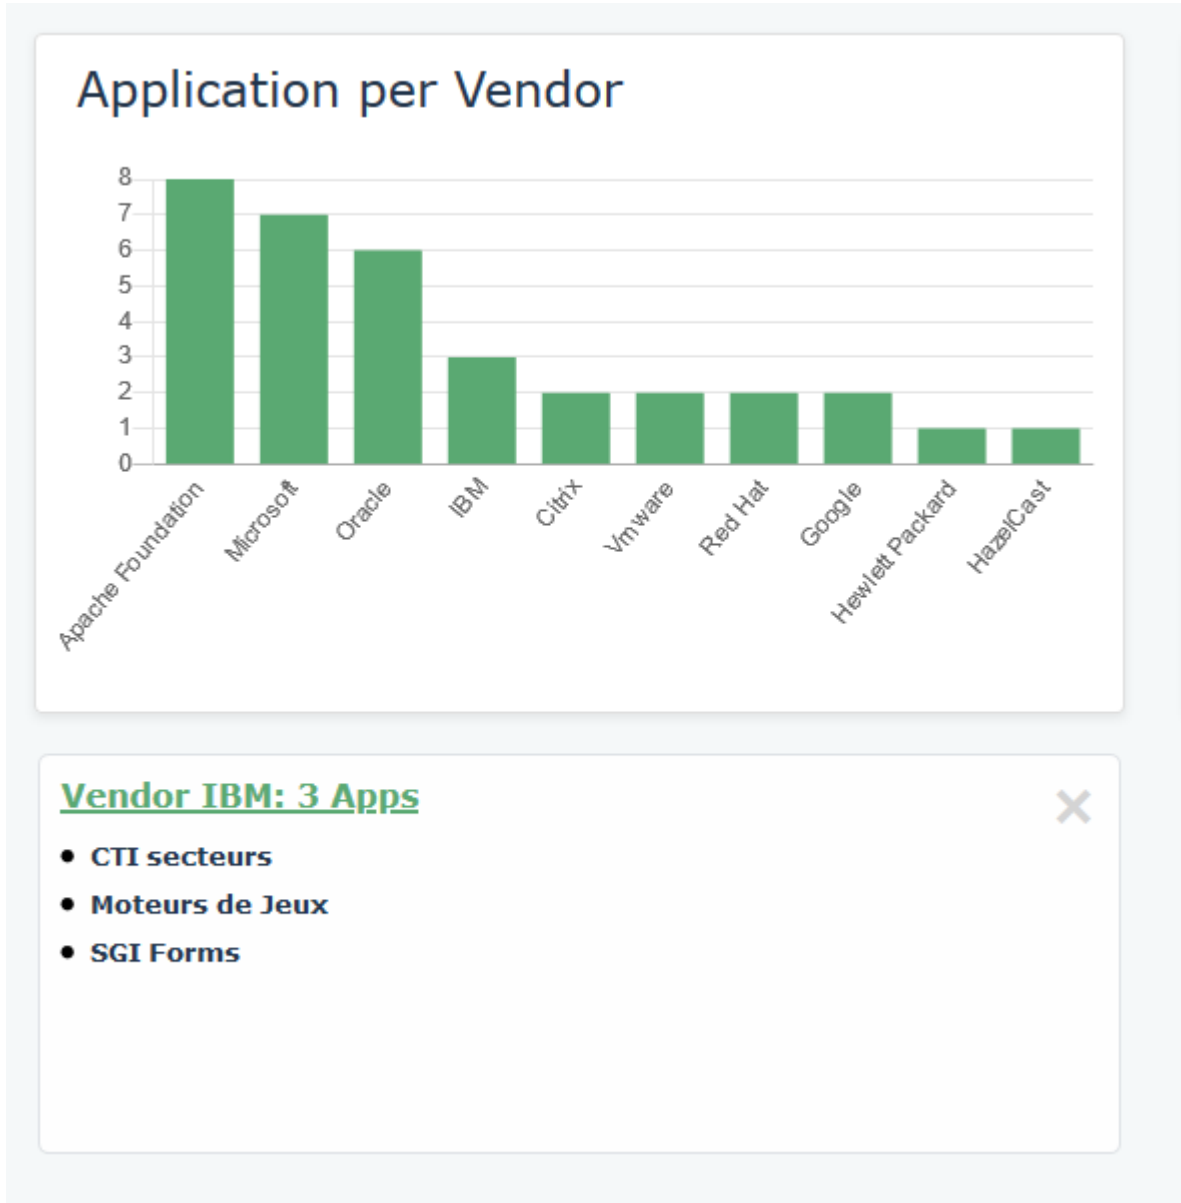 Application per Vendor
8
7
6
5
4
3
2
1
0
Apache Foundation
Microsoft
Oracle
IBM
Citrix
Vmware
Red Hat
Google
Hewlett Packard
HazelCast
Vendor IBM: 3 Apps
• CTI secteurs
• Moteurs de Jeux
• SGI Forms